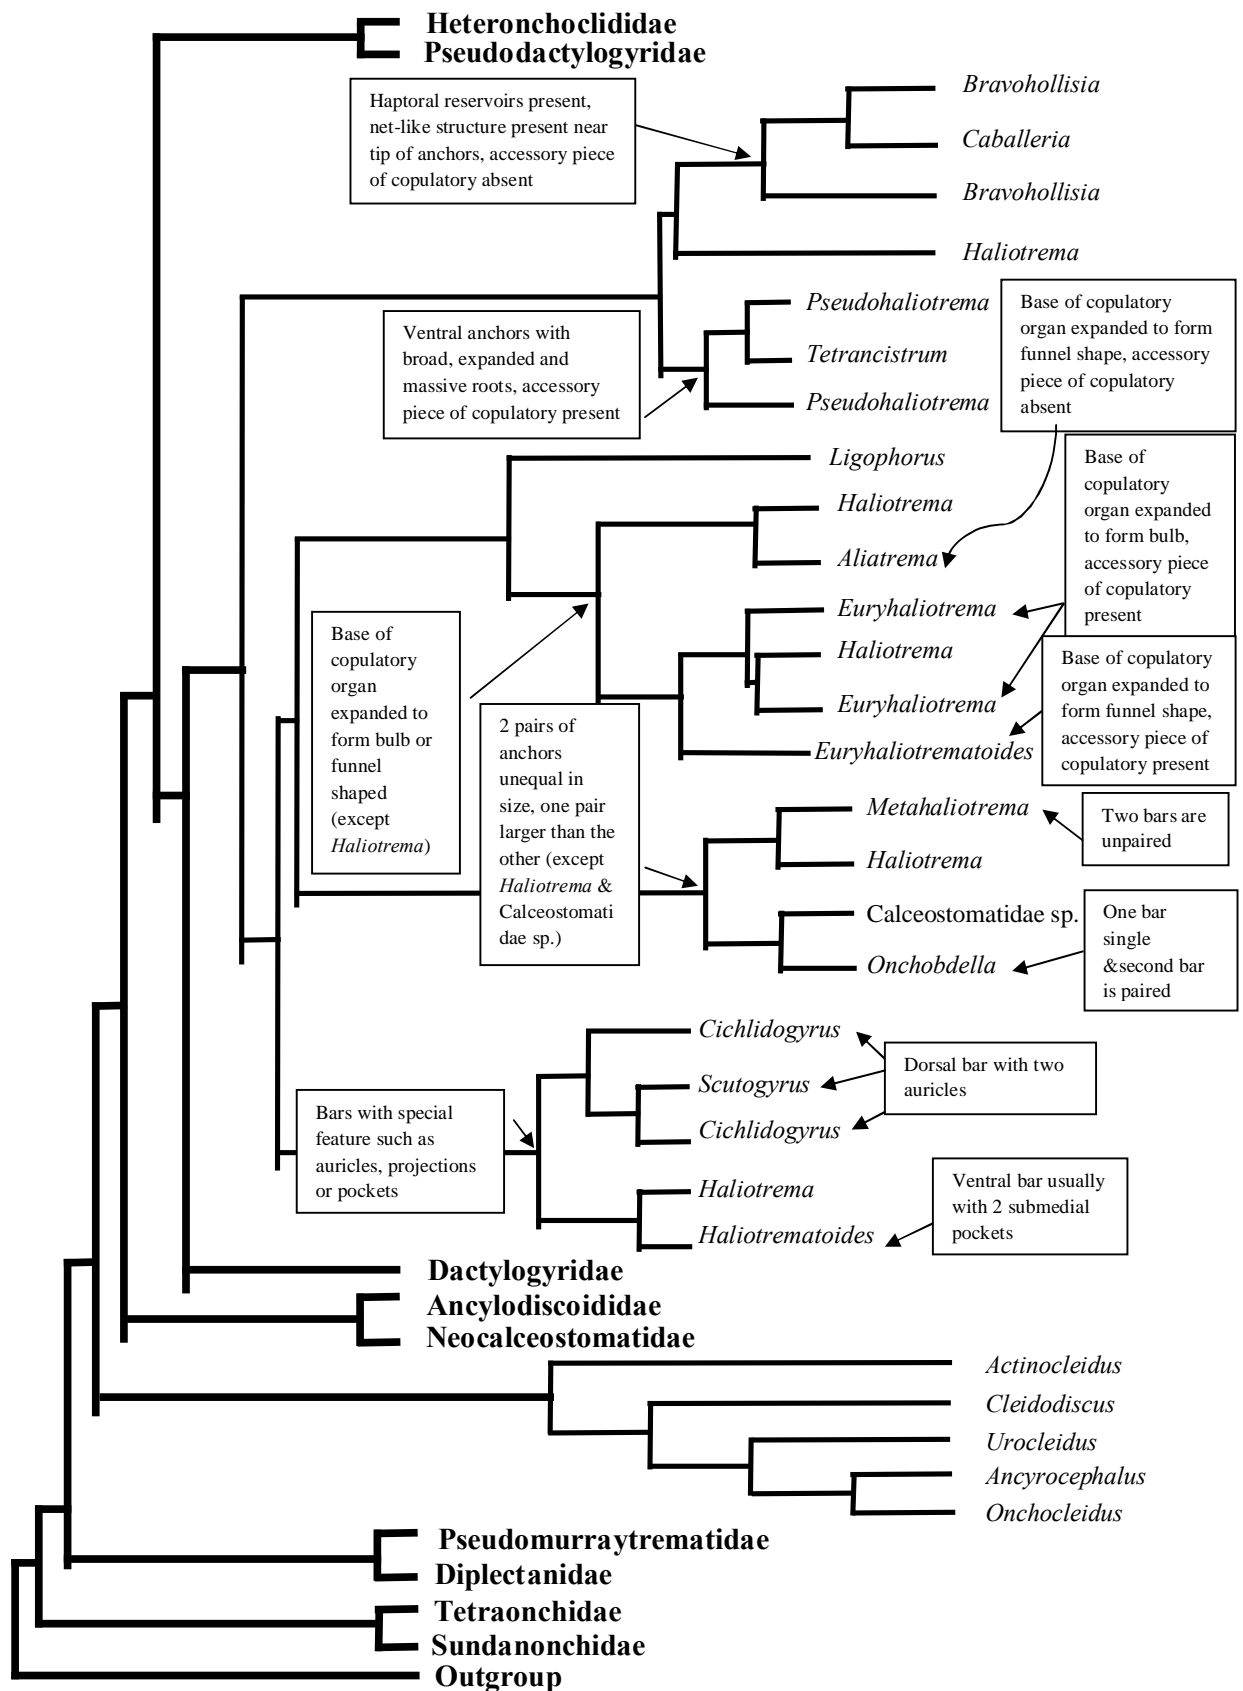 Heteronchoclididae
Pseudodactylogyridae
Haptoral reservoirs present,
net-like structure present near
tip of anchors, accessory piece
of copulatory absent
Bravohollisia
Caballeria
Bravohollisia
Haliotrema
Pseudohaliotrema
Tetrancistrum
Pseudohaliotrema
Ventral anchors with
broad, expanded and
massive roots, accessory
piece of copulatory present
Base of copulatory
organ expanded to form
funnel shape, accessory
piece of copulatory
absent
Ligophorus
Haliotrema
Aliatrema
Euryhaliotrema
Haliotrema
Euryhaliotrema
Euryhaliotrematoides
Base of
copulatory
organ expanded
to form bulb,
accessory piece
of copulatory
present
Base of copulatory
organ expanded to
form funnel shape,
accessory piece of
copulatory present
Base of
copulatory
organ
expanded to
form bulb or
funnel
shaped
(except
Haliotrema)
2 pairs of
anchors
unequal in
size, one pair
larger than the
other (except
Haliotrema &
Calceostomati
dae sp.)
Metahaliotrema
Haliotrema
Calceostomatidae sp.
Onchobdella
Two bars are
unpaired
One bar
single
&second bar
is paired
Cichlidogyrus
Scutogyrus
Cichlidogyrus
Haliotrema
Haliotrematoides
Dorsal bar with two
auricles
Bars with special
feature such as
auricles, projections
or pockets
Ventral bar usually
with 2 submedial
pockets
Dactylogyridae
Ancylodiscoididae
Neocalceostomatidae
Actinocleidus
Cleidodiscus
Urocleidus
Ancyrocephalus
Onchocleidus
Pseudomurraytrematidae
Diplectanidae
Tetraonchidae
Sundanonchidae
Outgroup